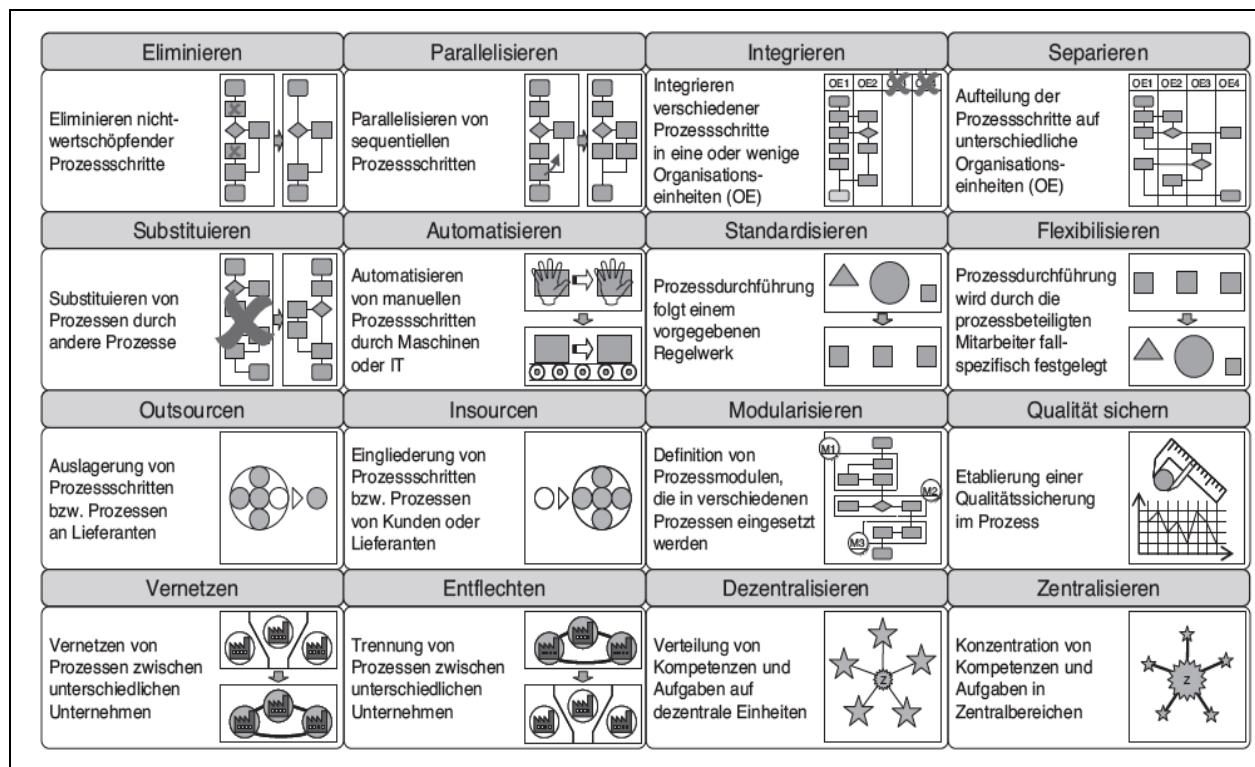 Eliminieren
Eliminieren nicht-
wertschöpfender
Prozessschritte
Parallelisieren
Parallelisieren von
sequentiellen
Prozessschritten
Integrieren
Integrieren
verschiedener
Prozessschritte
in eine oder wenige
Organisations-
einheiten (OE)
OE1 OE2
Separieren
Aufteilung der
Prozessschritte auf
unterschiedliche
Organisations-
einheiten (OE)
OE1 OE2 OE3 OE4
Substituieren
Substituieren von
Prozessen durch
andere Prozesse
Automatisieren
Automatisieren
von manuellen
Prozessschritten
durch Maschinen
oder IT
Standardisieren
Prozessdurchführung
folgt einem
vorgegebenen
Regelwerk
Flexibilisieren
Prozessdurchführung
wird durch die
prozessbeteiligten
Mitarbeiter fall-
spezifisch festgelegt
Outsourcen
Auslagerung von
Prozessschritten
bzw. Prozessen
an Lieferanten
Insourcen
Eingliederung von
Prozessschritten
bzw. Prozessen
von Kunden oder
Lieferanten
Modularisieren
Definition von
Prozessmodulen,
die in verschiedenen
Prozessen eingesetzt
werden
M1
M2
M3
Qualität sichern
Etablierung einer
Qualitätssicherung
im Prozess
Vernetzen
Vernetzen von
Prozessen zwischen
unterschiedlichen
Unternehmen
Entflechten
Trennung von
Prozessen zwischen
unterschiedlichen
Unternehmen
Dezentralisieren
Verteilung von
Kompetenzen und
Aufgaben auf
dezentrale Einheiten
Z
Zentralisieren
Konzentration von
Kompetenzen und
Aufgaben in
Zentralbereichen
Z